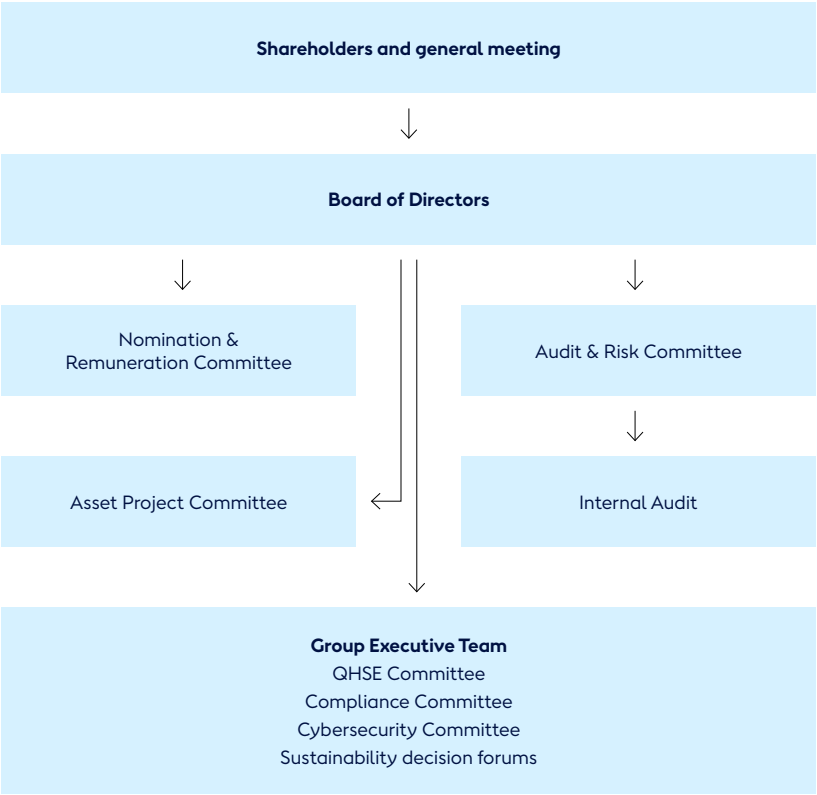 Shareholders and general meeting
Board of Directors
Nomination &
Remuneration Committee
Audit & Risk Committee
Asset Project Committee
Internal Audit
Group Executive Team
QHSE Committee
Compliance Committee
Cybersecurity Committee
Sustainability decision forums